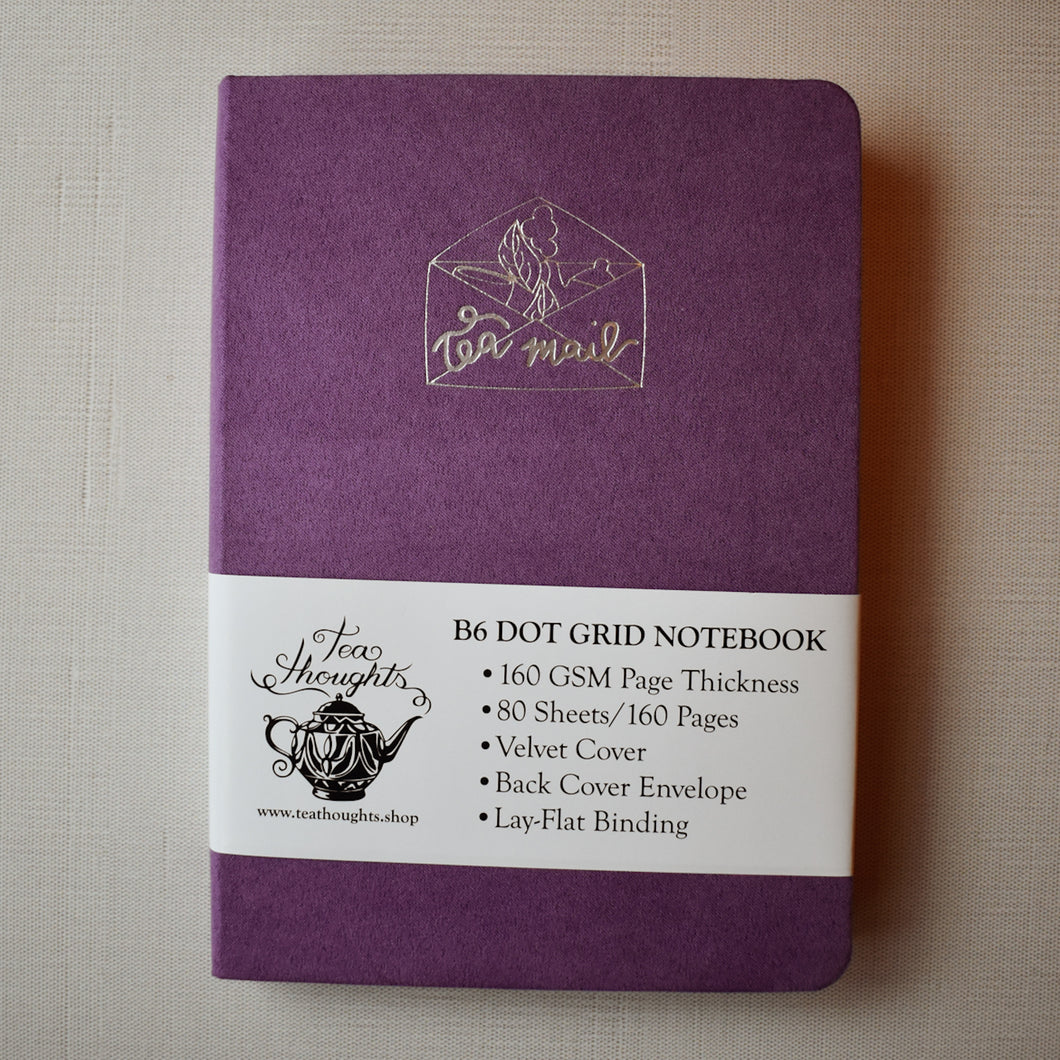 tea mail
Tea
Thoughts
www.teathoughts.shop
B6 DOT GRID NOTEBOOK
• 160 GSM Page Thickness
• 80 Sheets/160 Pages
• Velvet Cover
• Back Cover Envelope
• Lay-Flat Binding